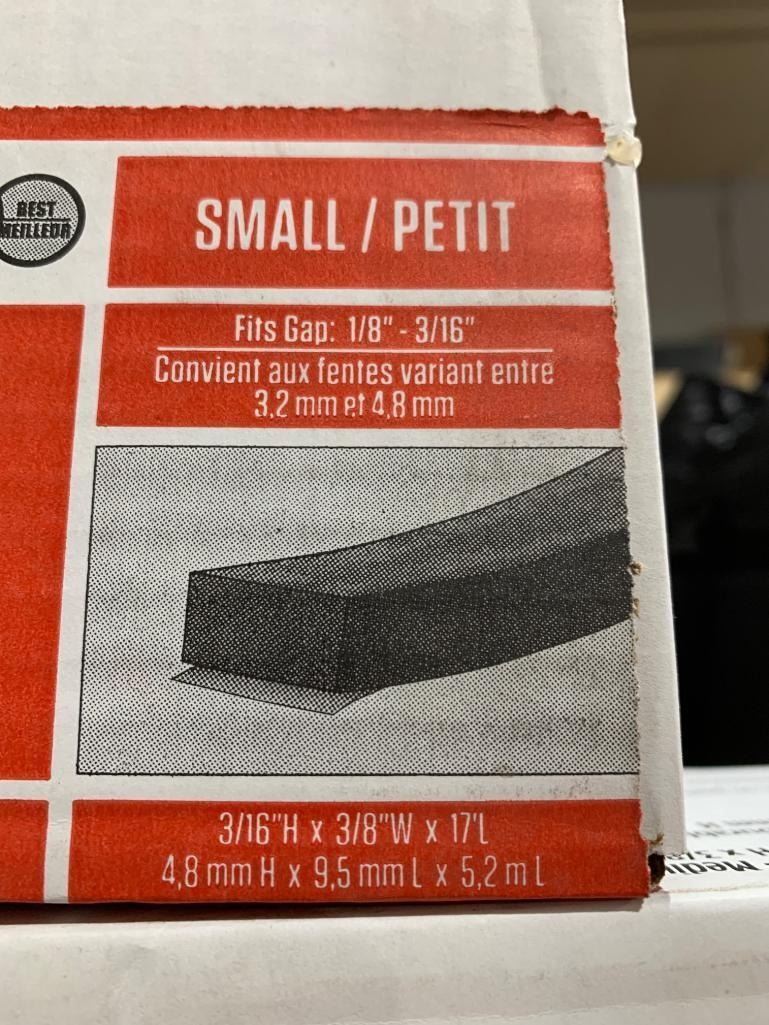 BEST
MEILLEUR
SMALL / PETIT
Fits Gap: 1/8" - 3/16"
Convient aux fentes variant entre
3,2 mm et 4,8 mm
3/16"H x 3/8"W x 17'L
4,8 mm H x 9,5 mm L x 5,2 m L